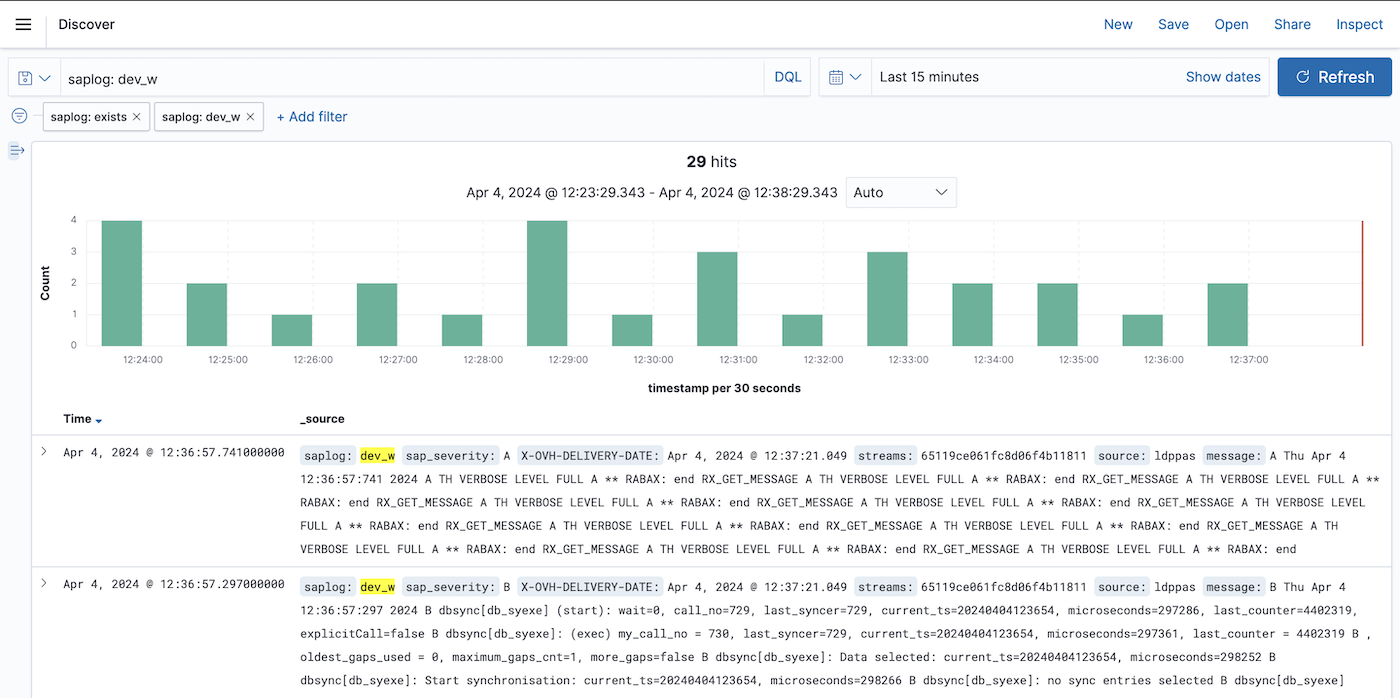 Discover
New Save Open Share Inspect
saplog: dev_w
DQL
Last 15 minutes
Show dates
Refresh
saplog: exists ×
saplog: dev_w ×
+ Add filter
29 hits
Apr 4, 2024 @ 12:23:29.343 - Apr 4, 2024 @ 12:38:29.343
Auto
Count
4
3
2
1
0
12:24:00 12:25:00 12:26:00 12:27:00 12:28:00 12:29:00 12:30:00 12:31:00 12:32:00 12:33:00 12:34:00 12:35:00 12:36:00 12:37:00
timestamp per 30 seconds
Time _source
Apr 4, 2024 @ 12:36:57.741000000
saplog: dev_w sap_severity: A X-OVH-DELIVERY-DATE: Apr 4, 2024 @ 12:37:21.049 streams: 65119ce061fc8d06f4b11811 source: ldppas message: A Thu Apr 4
12:36:57:741 2024 A TH VERBOSE LEVEL FULL A ** RABAX: end RX_GET_MESSAGE A TH VERBOSE LEVEL FULL A ** RABAX: end RX_GET_MESSAGE A TH VERBOSE LEVEL FULL A **
RABAX: end RX_GET_MESSAGE A TH VERBOSE LEVEL FULL A ** RABAX: end RX_GET_MESSAGE A TH VERBOSE LEVEL FULL A ** RABAX: end RX_GET_MESSAGE A TH VERBOSE LEVEL
FULL A ** RABAX: end RX_GET_MESSAGE A TH VERBOSE LEVEL FULL A ** RABAX: end RX_GET_MESSAGE A TH VERBOSE LEVEL FULL A ** RABAX: end RX_GET_MESSAGE A TH
VERBOSE LEVEL FULL A ** RABAX: end RX_GET_MESSAGE A TH VERBOSE LEVEL FULL A ** RABAX: end RX_GET_MESSAGE A TH VERBOSE LEVEL FULL A ** RABAX: end
Apr 4, 2024 @ 12:36:57.297000000
saplog: dev_w sap_severity: B X-OVH-DELIVERY-DATE: Apr 4, 2024 @ 12:37:21.049 streams: 65119ce061fc8d06f4b11811 source: ldppas message: B Thu Apr 4
12:36:57:297 2024 B dbsync[db_syexe] (start): wait=0, call_no=729, last_syncer=729, current_ts=20240404123654, microseconds=297286, last_counter=4402319,
explicitCall=false B dbsync[db_syexe]: (exec) my_call_no = 730, last_syncer=729, current_ts=20240404123654, microseconds=297361, last_counter = 4402319 B ,
oldest_gaps_used = 0, maximum_gaps_cnt=1, more_gaps=false B dbsync[db_syexe]: Data selected: current_ts=20240404123654, microseconds=298252 B
dbsync[db_syexe]: Start synchronisation: current_ts=20240404123654, microseconds=298266 B dbsync[db_syexe]: no sync entries selected B dbsync[db_syexe]